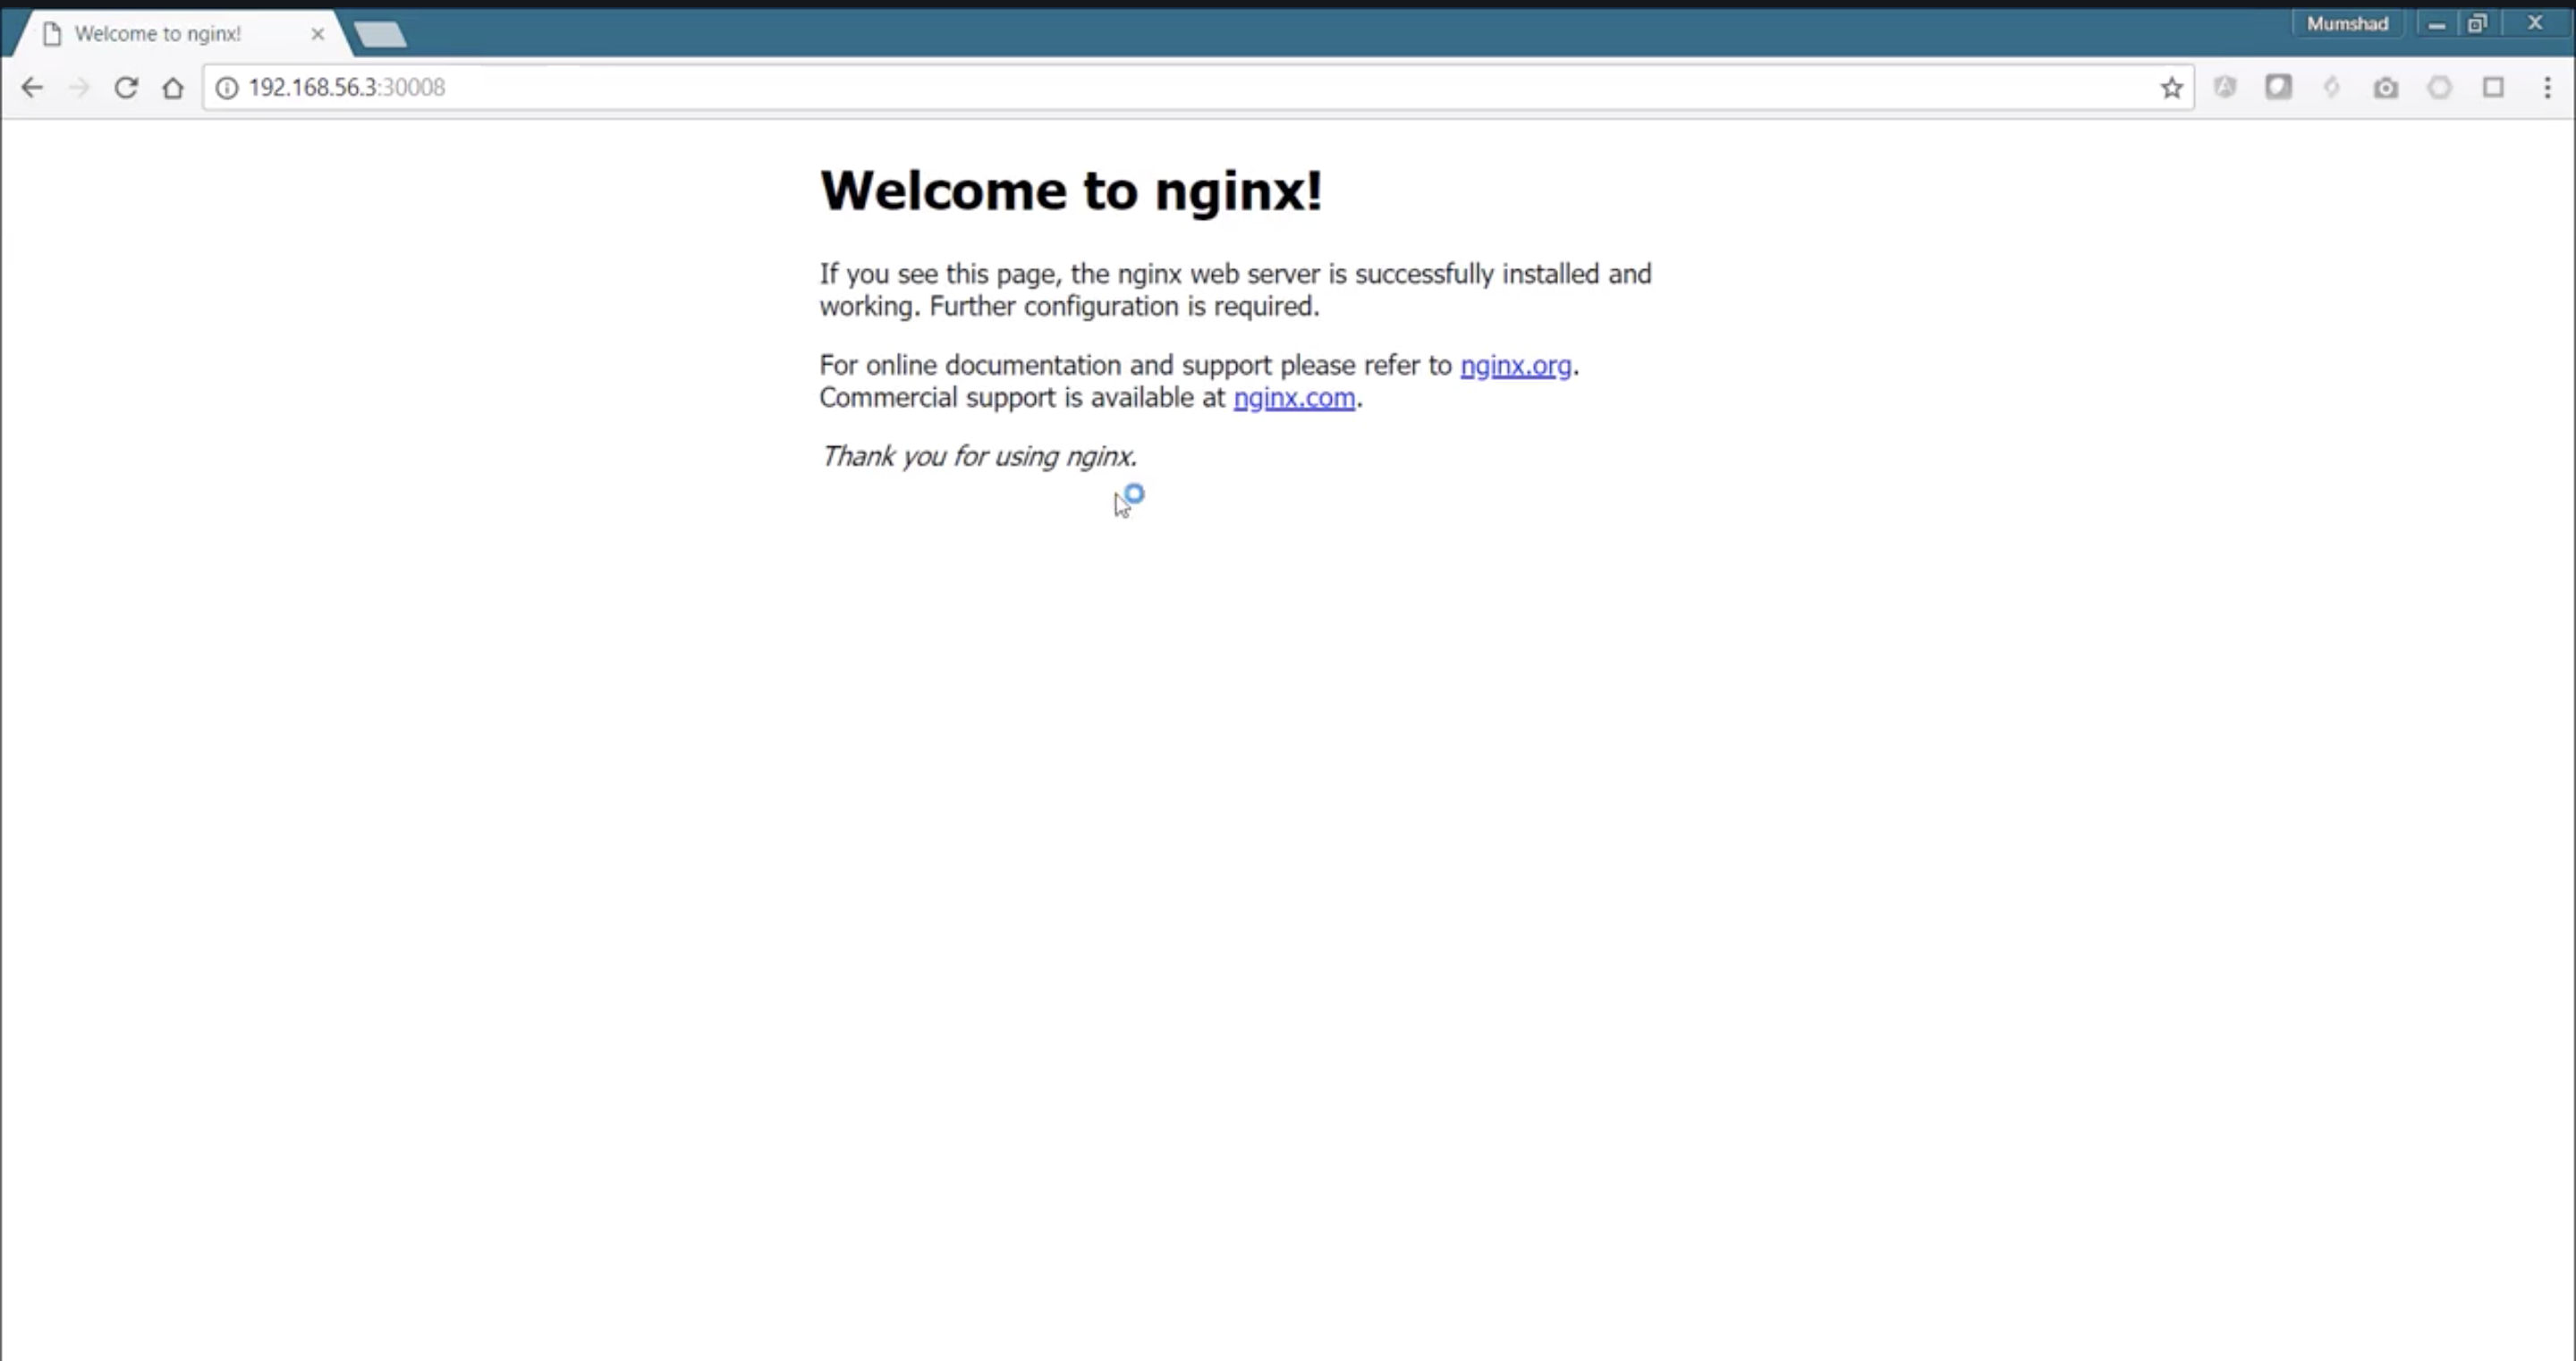 Welcome to nginx!
Mumshad
192.168.56.3:30008
Welcome to nginx!
If you see this page, the nginx web server is successfully installed and
working. Further configuration is required.
For online documentation and support please refer to nginx.org.
Commercial support is available at nginx.com.
Thank you for using nginx.